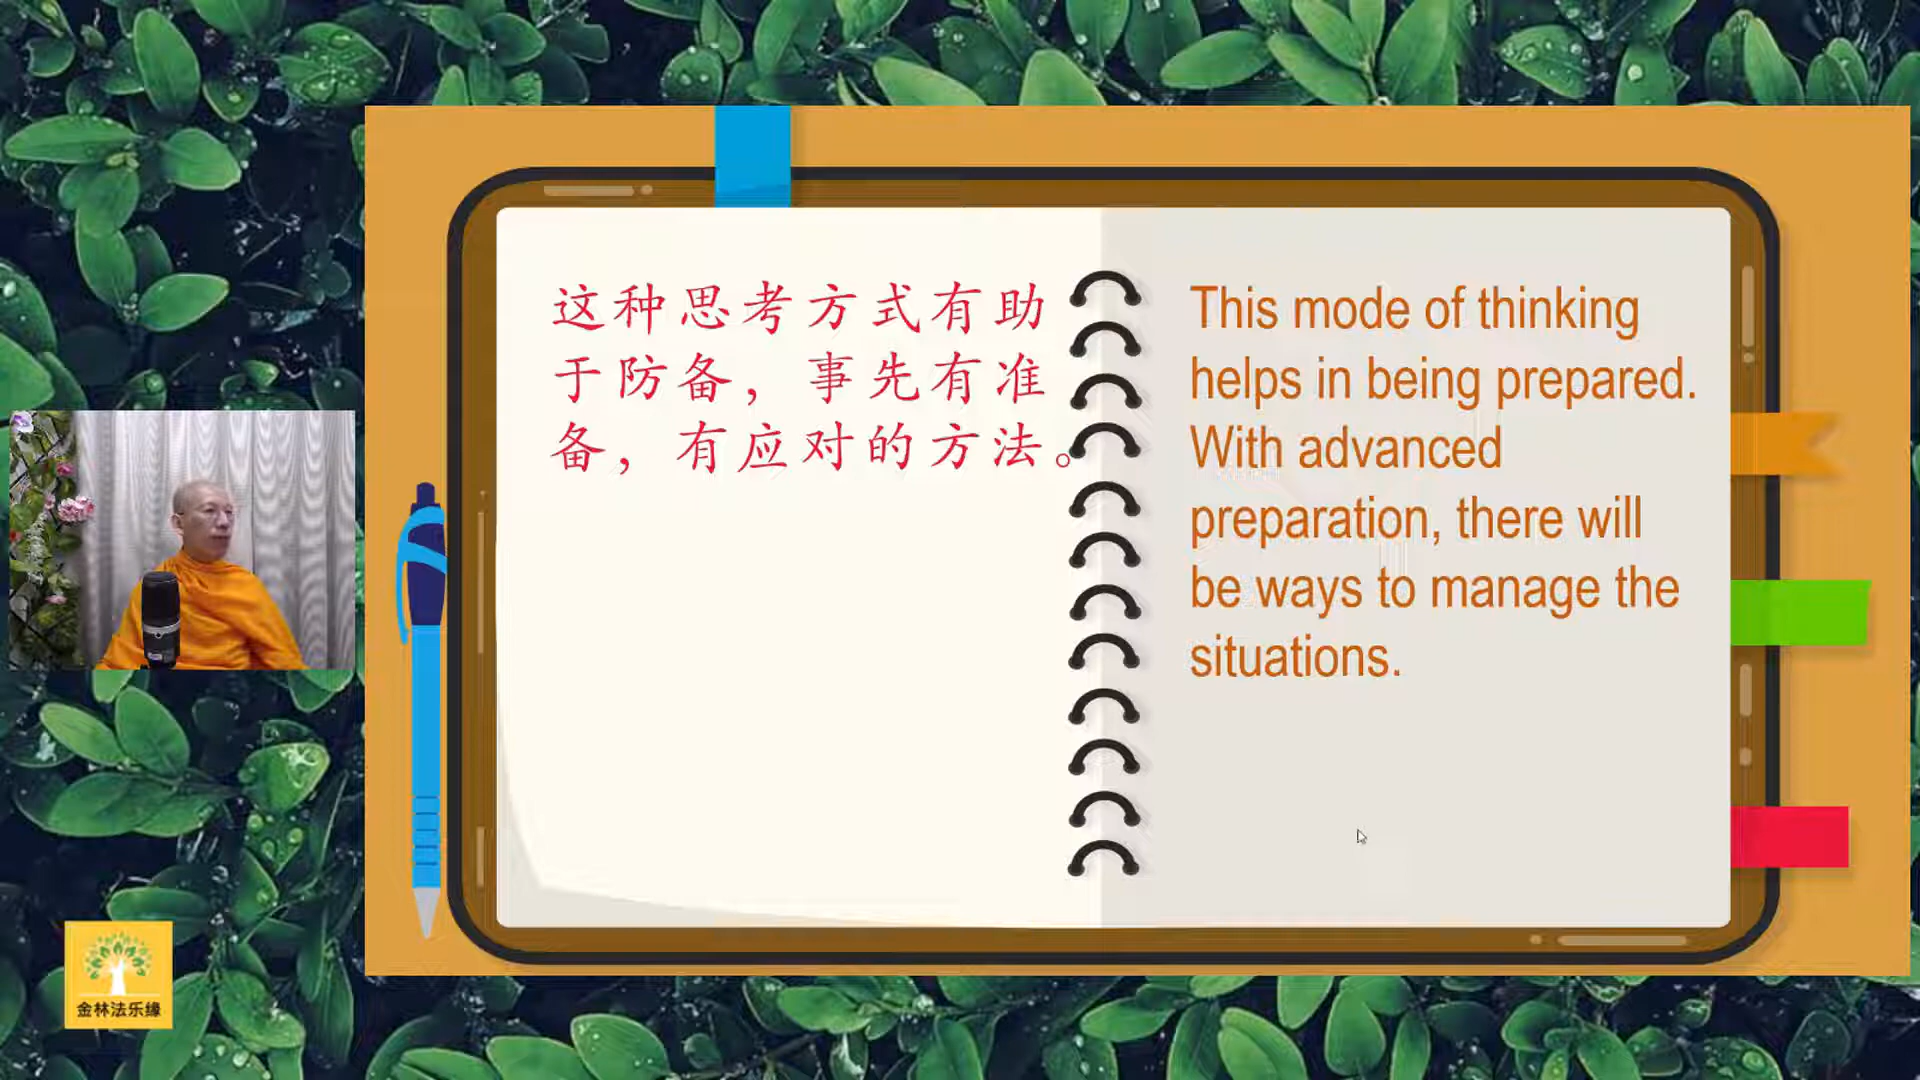 这种思考方式有助
于防备，事先有准
备，有应对的方法。
This mode of thinking
helps in being prepared.
With advanced
preparation, there will
be ways to manage the
situations.
金林法乐缘